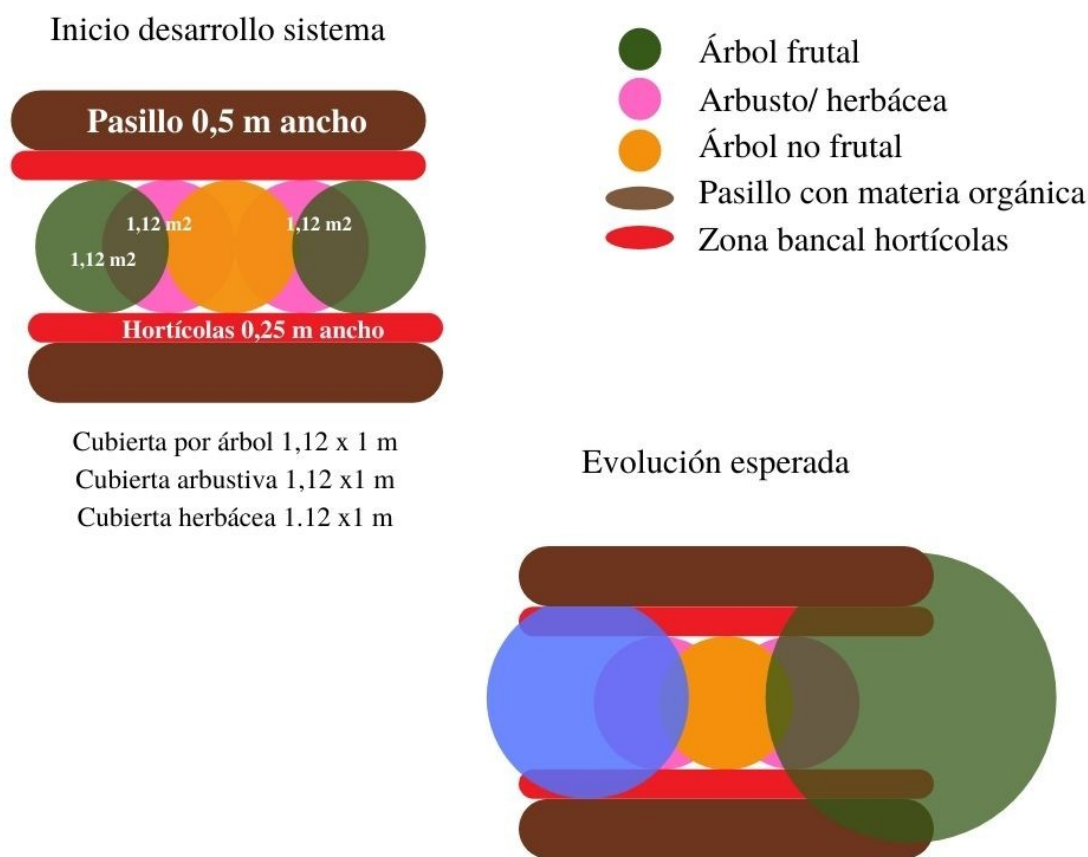 Inicio desarrollo sistema
Pasillo 0,5 m ancho
1,12 m2
1,12 m2
1,12 m2
Hortícolas 0,25 m ancho
Cubierta por árbol 1,12 x 1 m
Cubierta arbustiva 1,12 x1 m
Cubierta herbácea 1.12 x1 m
Árbol frutal
Arbusto/ herbácea
Árbol no frutal
Pasillo con materia orgánica
Zona bancal hortícolas
Evolución esperada